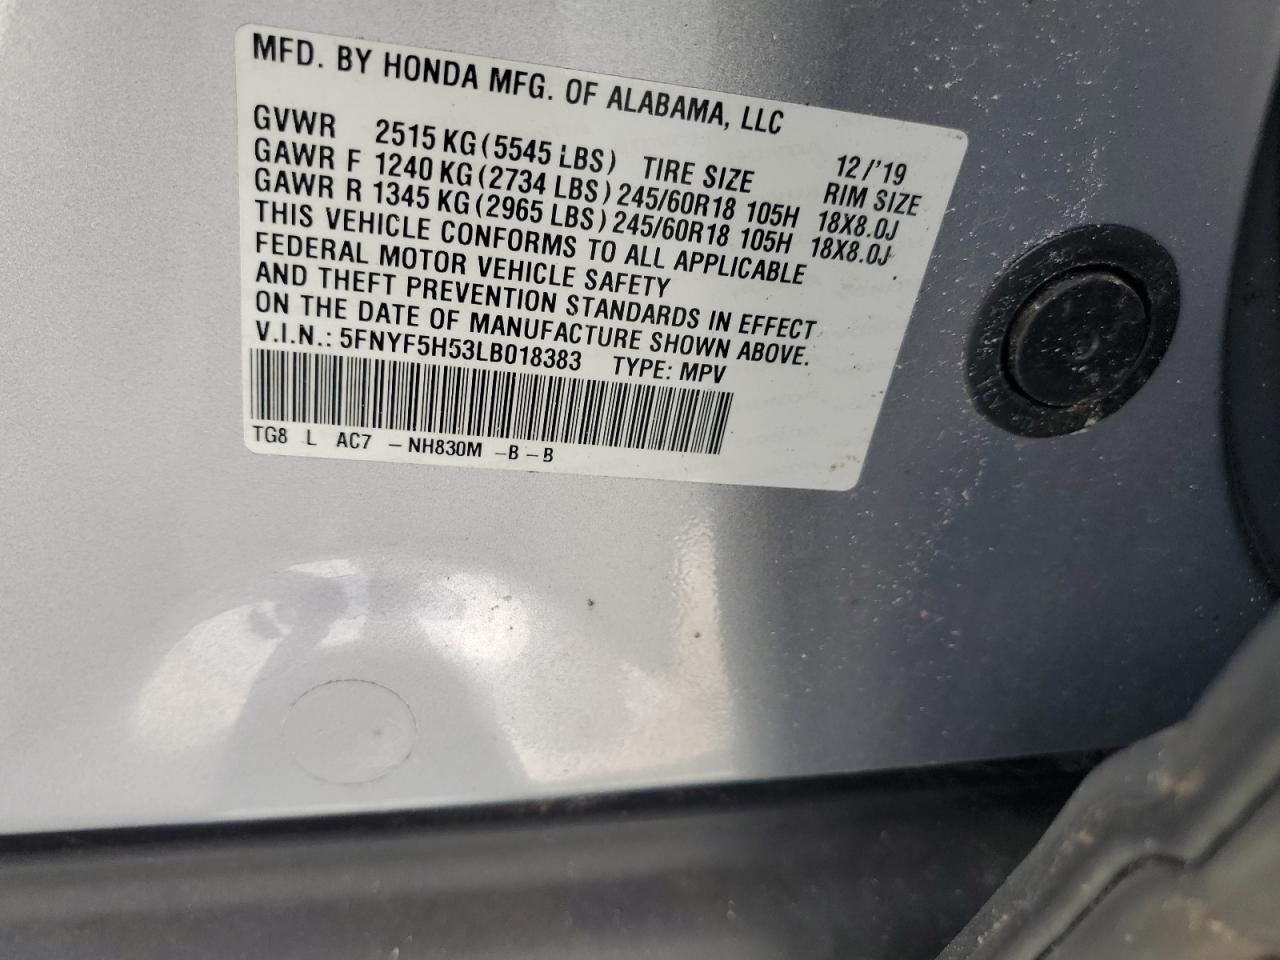 MFD. BY HONDA MFG. OF ALABAMA, LLC
12/'19
GVWR 2515 KG (5545 LBS) TIRE SIZE RIM SIZE
GAWR F 1240 KG (2734 LBS) 245/60R18 105H 18X8.0J
GAWR R 1345 KG (2965 LBS) 245/60R18 105H 18X8.0J
THIS VEHICLE CONFORMS TO ALL APPLICABLE
FEDERAL MOTOR VEHICLE SAFETY
AND THEFT PREVENTION STANDARDS IN EFFECT
ON THE DATE OF MANUFACTURE SHOWN ABOVE.
V.I.N.: 5FNYF5H53LB018383 TYPE: MPV
TG8 L AC7 -NH830M -B -B